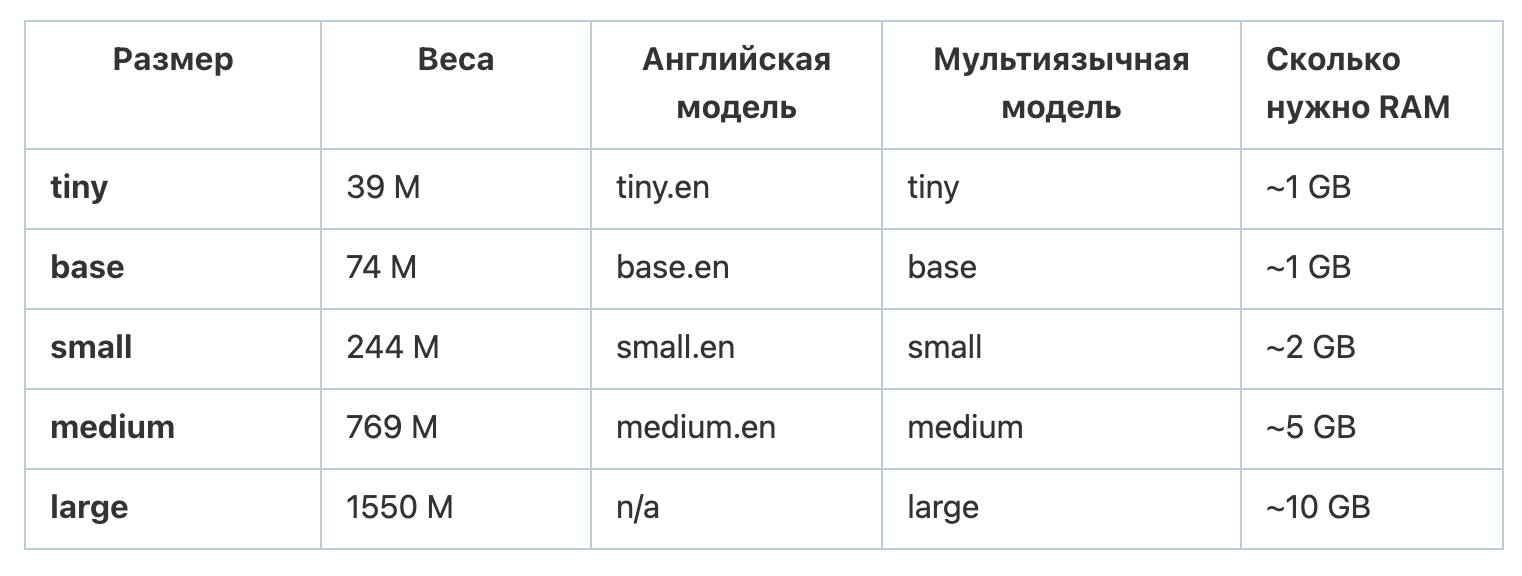 Размер Веса Английская модель Мультиязычная модель Сколько нужно RAM
tiny 39 M tiny.en tiny ~1 GB
base 74 M base.en base ~1 GB
small 244 M small.en small ~2 GB
medium 769 M medium.en medium ~5 GB
large 1550 M n/a large ~10 GB